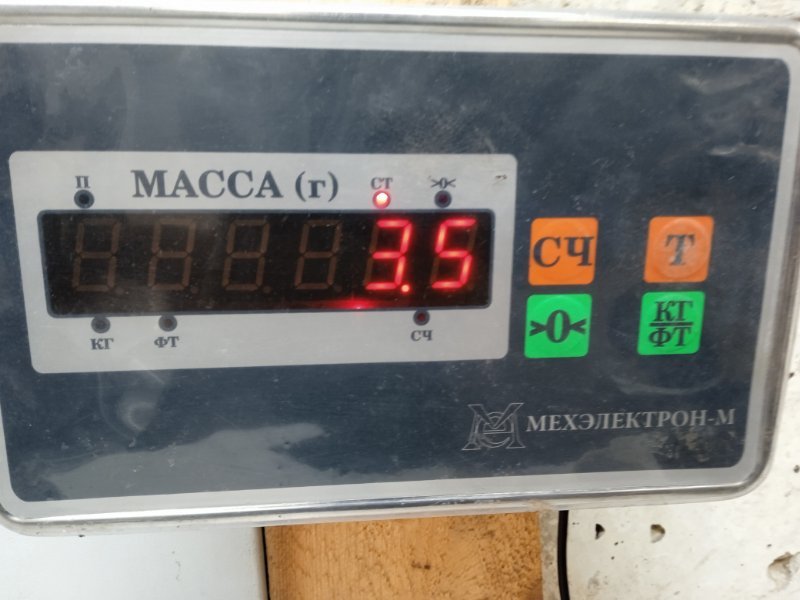 П МАССА (г) СТ >0<
3.5
КГ ФТ СЧ
СЧ Т
>0< КГ/ФТ
МЕХЭЛЕКТРОН-М